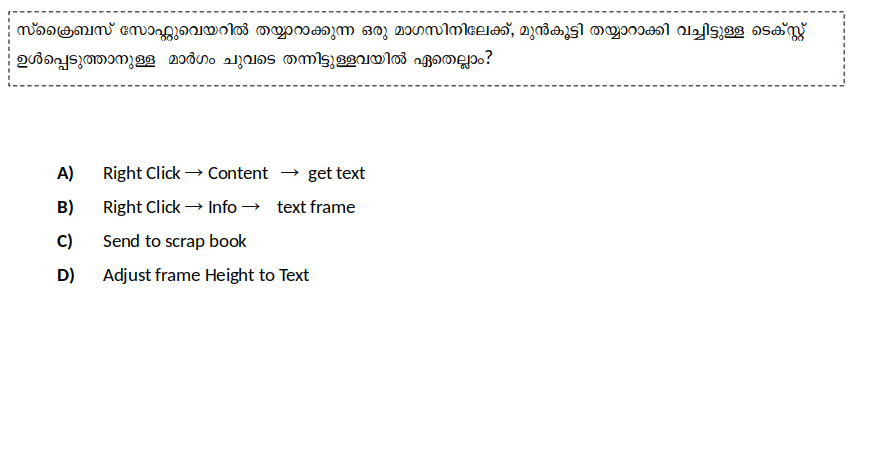 സ്ക്രൈബസ് സോഫ്റ്റുവെയറിൽ തയ്യാറാക്കുന്ന ഒരു മാഗസിനിലേക്ക്, മുൻകൂട്ടി തയ്യാറാക്കി വച്ചിട്ടുള്ള ടെക്സ്റ്റ്
ഉൾപ്പെടുത്താനുള്ള മാർഗം ചുവടെ തന്നിട്ടുള്ളവയിൽ ഏതെല്ലാം?
A) Right Click → Content → get text
B) Right Click → Info → text frame
C) Send to scrap book
D) Adjust frame Height to Text